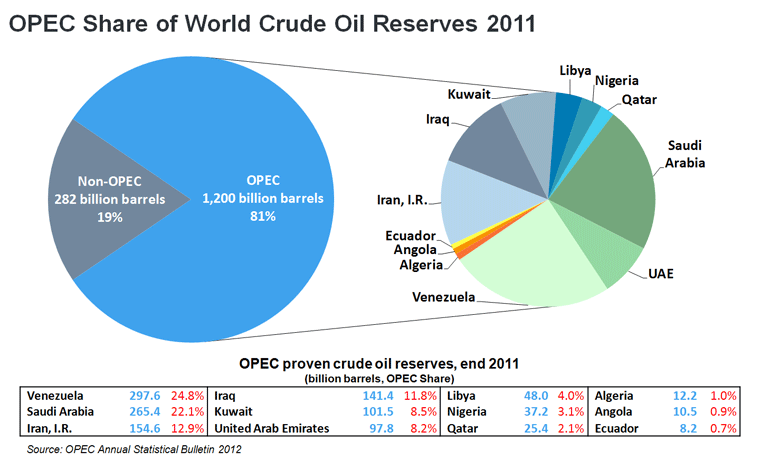 OPEC Share of World Crude Oil Reserves 2011
Non-OPEC
282 billion barrels
19%
OPEC
1,200 billion barrels
81%
Libya
Nigeria
Qatar
Saudi
Arabia
UAE
Venezuela
Algeria
Angola
Ecuador
Iran, I.R.
Iraq
Kuwait
OPEC proven crude oil reserves, end 2011
(billion barrels, OPEC Share)
Venezuela 297.6 24.8% Iraq 141.4 11.8% Libya 48.0 4.0% Algeria 12.2 1.0%
Saudi Arabia 265.4 22.1% Kuwait 101.5 8.5% Nigeria 37.2 3.1% Angola 10.5 0.9%
Iran, I.R. 154.6 12.9% United Arab Emirates 97.8 8.2% Qatar 25.4 2.1% Ecuador 8.2 0.7%
Source: OPEC Annual Statistical Bulletin 2012